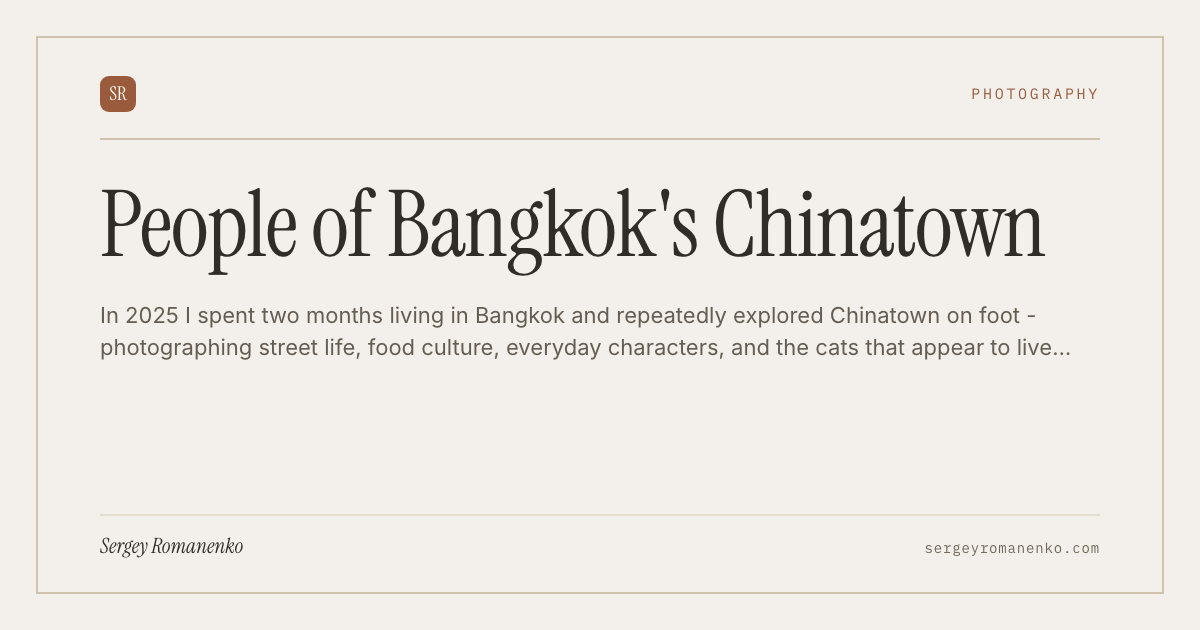 SR
PHOTOGRAPHY
People of Bangkok's Chinatown
In 2025 I spent two months living in Bangkok and repeatedly explored Chinatown on foot -
photographing street life, food culture, everyday characters, and the cats that appear to live...
Sergey Romanenko
sergeyromanenko.com